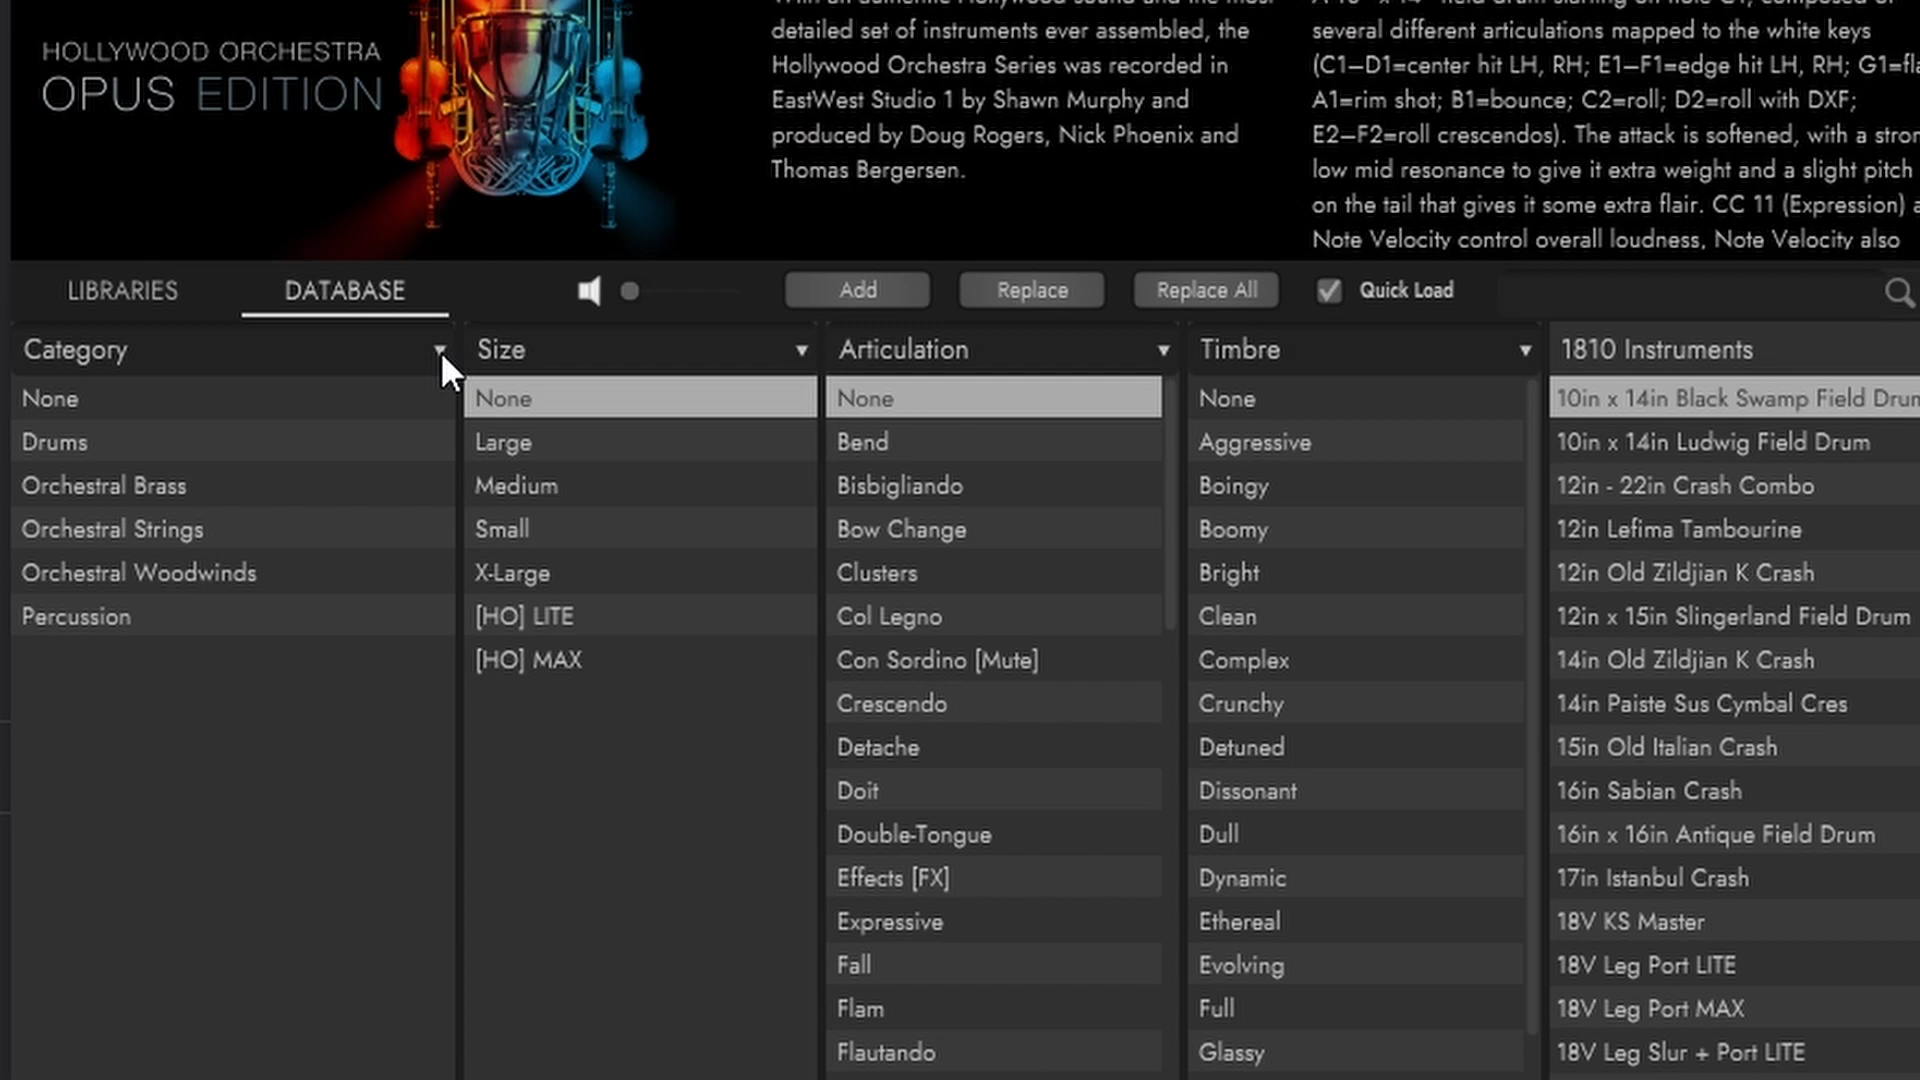 HOLLYWOOD ORCHESTRA
OPUS EDITION
detailed set of instruments ever assembled, the
Hollywood Orchestra Series was recorded in
EastWest Studio 1 by Shawn Murphy and
produced by Doug Rogers, Nick Phoenix and
Thomas Bergersen.
several different articulations mapped to the white keys
(C1–D1=center hit LH, RH; E1–F1=edge hit LH, RH;
A1=rim shot; B1=bounce; C2=roll; D2=roll with DXF;
E2–F2=roll crescendos). The attack is softened, with a
low mid resonance to give it extra weight and a slight pitch
on the tail that gives it some extra flair. CC 11 (Expression)
Note Velocity control overall loudness, Note Velocity also
LIBRARIES
DATABASE
Add
Replace
Replace All
Quick Load
Category
None
Drums
Orchestral Brass
Orchestral Strings
Orchestral Woodwinds
Percussion
Size
None
Large
Medium
Small
X-Large
[HO] LITE
[HO] MAX
Articulation
None
Bend
Bisbigliando
Bow Change
Clusters
Col Legno
Con Sordino [Mute]
Crescendo
Detache
Doit
Double-Tongue
Effects [FX]
Expressive
Fall
Flam
Flautando
Timbre
None
Aggressive
Boingy
Boomy
Bright
Clean
Complex
Crunchy
Detuned
Dissonant
Dull
Dynamic
Ethereal
Evolving
Full
Glassy
1810 Instruments
10in x 14in Black Swamp Field Drum
10in x 14in Ludwig Field Drum
12in - 22in Crash Combo
12in Lefima Tambourine
12in Old Zildjian K Crash
12in x 15in Slingerland Field Drum
14in Old Zildjian K Crash
14in Paiste Sus Cymbal Cres
15in Old Italian Crash
16in Sabian Crash
16in x 16in Antique Field Drum
17in Istanbul Crash
18V KS Master
18V Leg Port LITE
18V Leg Port MAX
18V Leg Slur + Port LITE